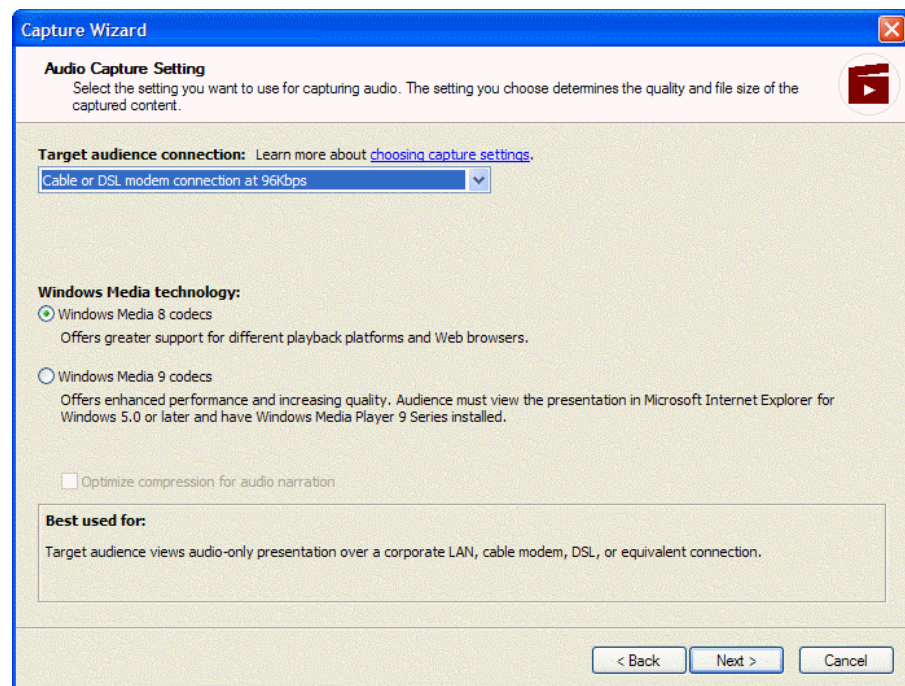 Capture Wizard
Audio Capture Setting
Select the setting you want to use for capturing audio. The setting you choose determines the quality and file size of the
captured content.
Target audience connection: Learn more about choosing capture settings.
Cable or DSL modem connection at 96Kbps
Windows Media technology:
Windows Media 8 codecs
Offers greater support for different playback platforms and Web browsers.
Windows Media 9 codecs
Offers enhanced performance and increasing quality. Audience must view the presentation in Microsoft Internet Explorer for
Windows 5.0 or later and have Windows Media Player 9 Series installed.
Optimize compression for audio narration
Best used for:
Target audience views audio-only presentation over a corporate LAN, cable modem, DSL, or equivalent connection.
< Back Next > Cancel